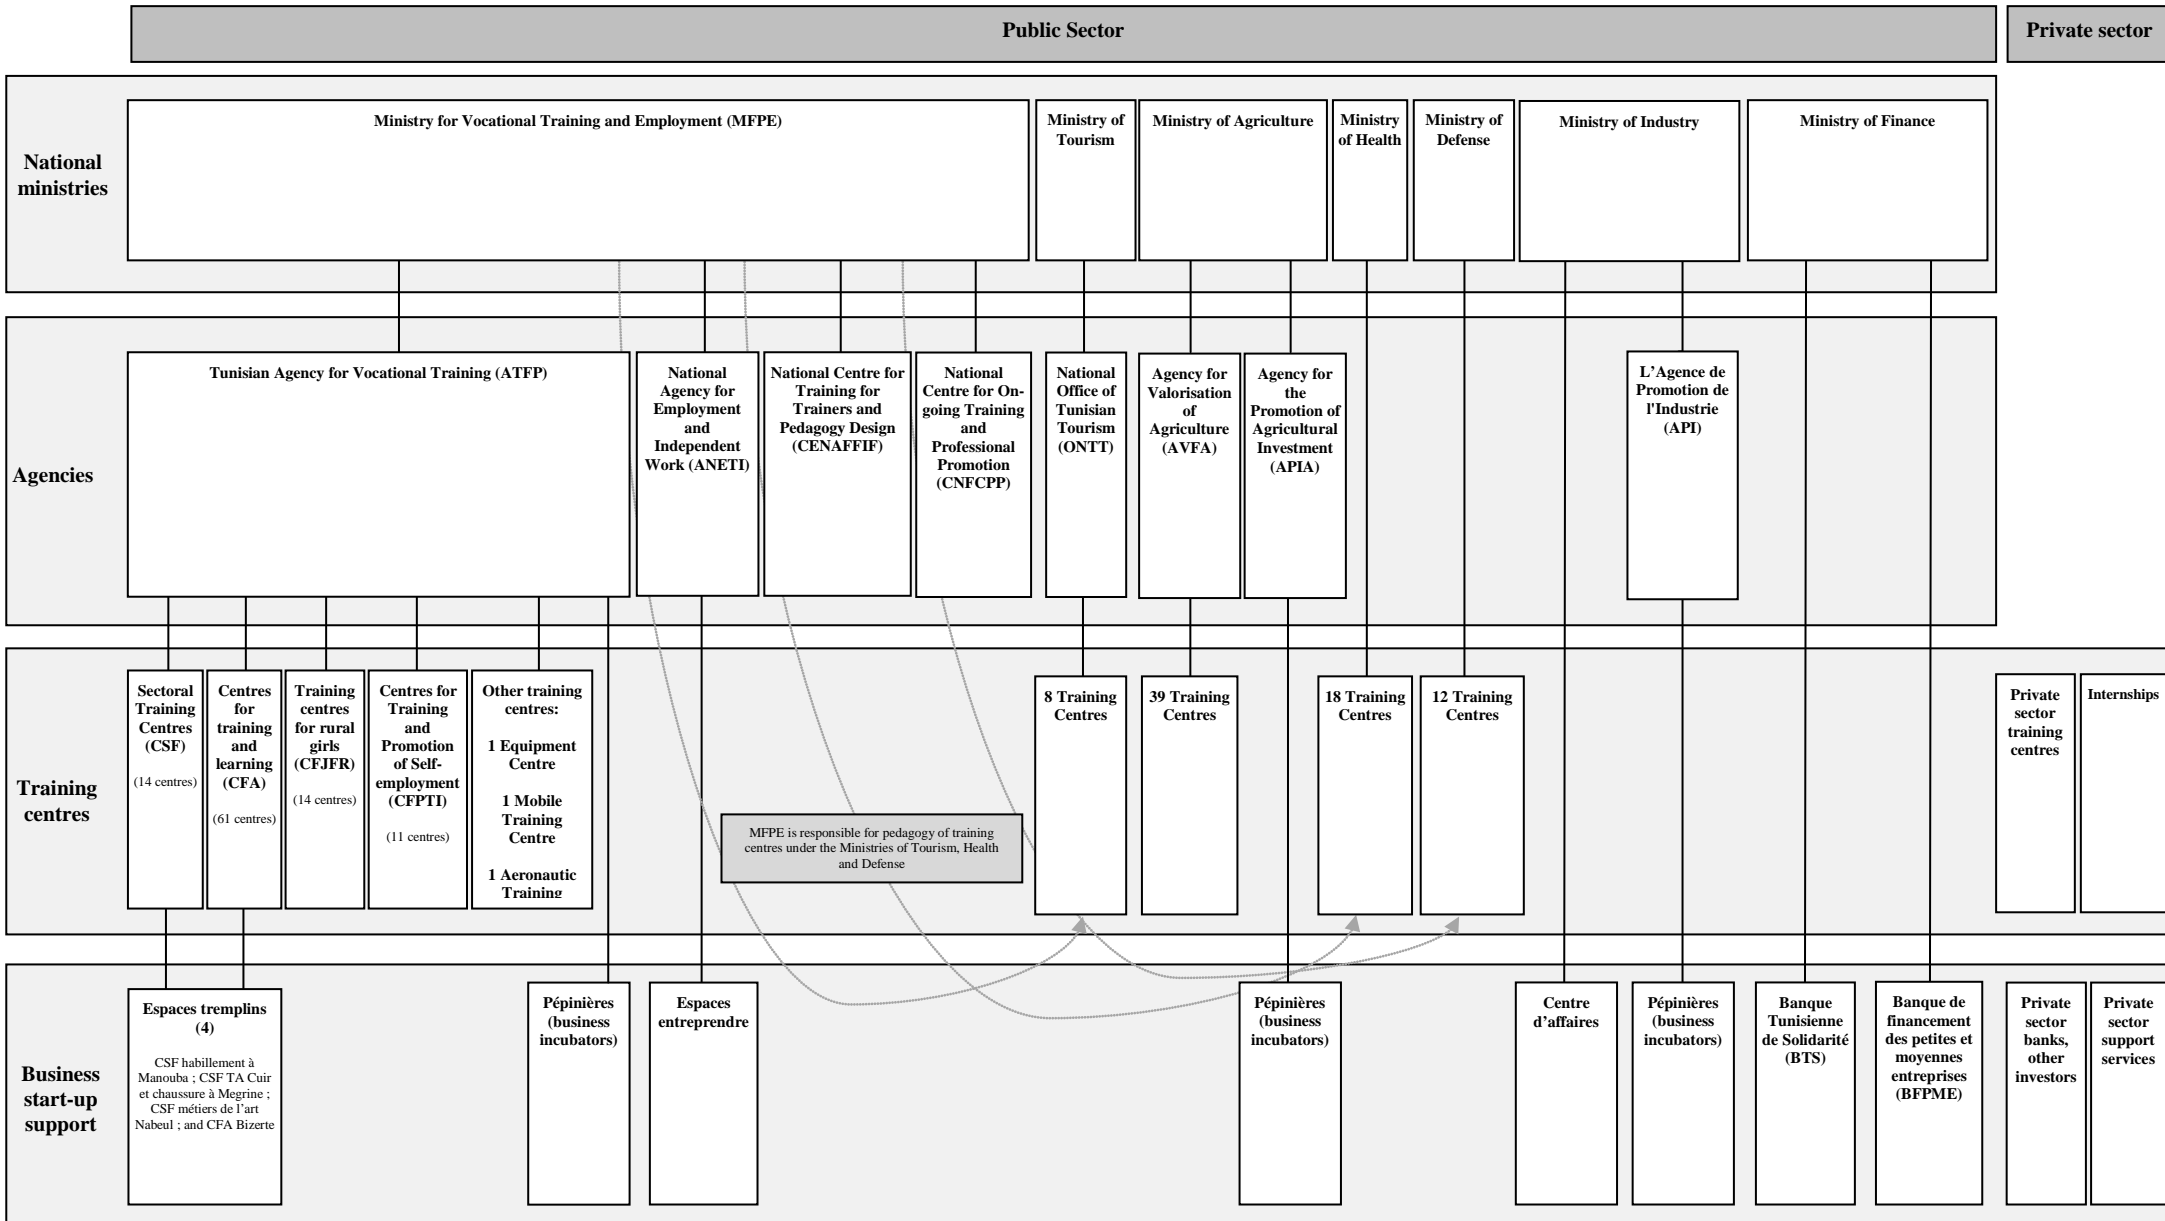 Public Sector
Private sector
National
ministries
Ministry for Vocational Training and Employment (MFPE)
Ministry of
Tourism
Ministry of Agriculture
Ministry
of Health
Ministry of
Defense
Ministry of Industry
Ministry of Finance
Agencies
Tunisian Agency for Vocational Training (ATFP)
National
Agency for
Employment
and
Independent
Work (ANETI)
National Centre for
Training for
Trainers and
Pedagogy Design
(CENAFFIF)
National
Centre for On-
going Training
and
Professional
Promotion
(CNFCPP)
National
Office of
Tunisian
Tourism
(ONTT)
Agency for
Valorisation
of
Agriculture
(AVFA)
Agency for
the
Promotion of
Agricultural
Investment
(APIA)
L’Agence de
Promotion de
l'Industrie
(API)
Training
centres
Sectoral
Training
Centres
(CSF)
(14 centres)
Centres
for
training
and
learning
(CFA)
(61 centres)
Training
centres
for rural
girls
(CFJFR)
(14 centres)
Centres for
Training
and
Promotion
of Self-
employment
(CFPTI)
(11 centres)
Other training
centres:
1 Equipment
Centre
1 Mobile
Training
Centre
1 Aeronautic
Training
MFPE is responsible for pedagogy of training
centres under the Ministries of Tourism, Health
and Defense
8 Training
Centres
39 Training
Centres
18 Training
Centres
12 Training
Centres
Private
sector
training
centres
Internships
Business
start-up
support
Espaces tremplins
(4)
CSF habillement à
Manouba ; CSF TA Cuir
et chaussure à Megrine ;
CSF métiers de l’art
Nabeul ; and CFA Bizerte
Pépinières
(business
incubators)
Espaces
entreprendre
Pépinières
(business
incubators)
Centre
d’affaires
Pépinières
(business
incubators)
Banque
Tunisienne
de Solidarité
(BTS)
Banque de
financement
des petites et
moyennes
entreprises
(BFPME)
Private
sector
banks,
other
investors
Private
sector
support
services